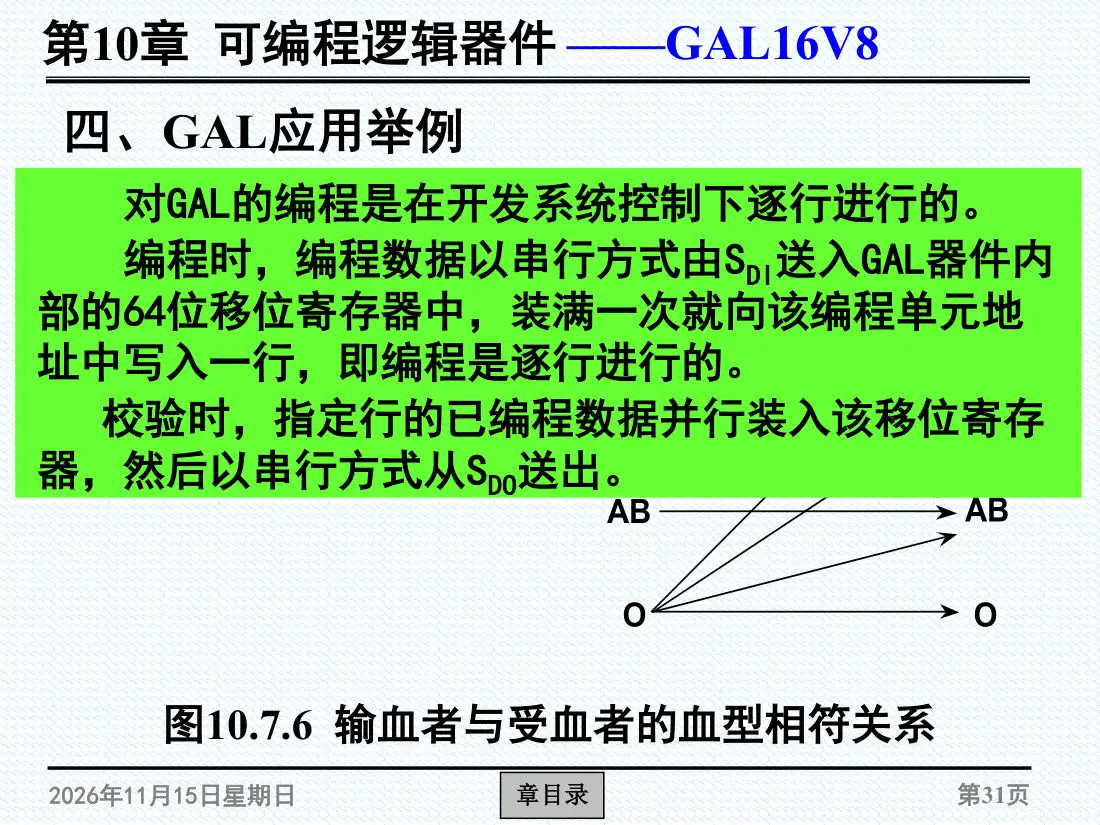 第10章 可编程逻辑器件 ——GAL16V8
四、GAL应用举例
对GAL的编程是在开发系统控制下逐行进行的。
编程时，编程数据以串行方式由SDI送入GAL器件内
部的64位移位寄存器中，装满一次就向该编程单元地
址中写入一行，即编程是逐行进行的。
校验时，指定行的已编程数据并行装入该移位寄存
器，然后以串行方式从SDO送出。
AB AB
O O
图10.7.6 输血者与受血者的血型相符关系
2026年11月15日星期日 章目录 第31页